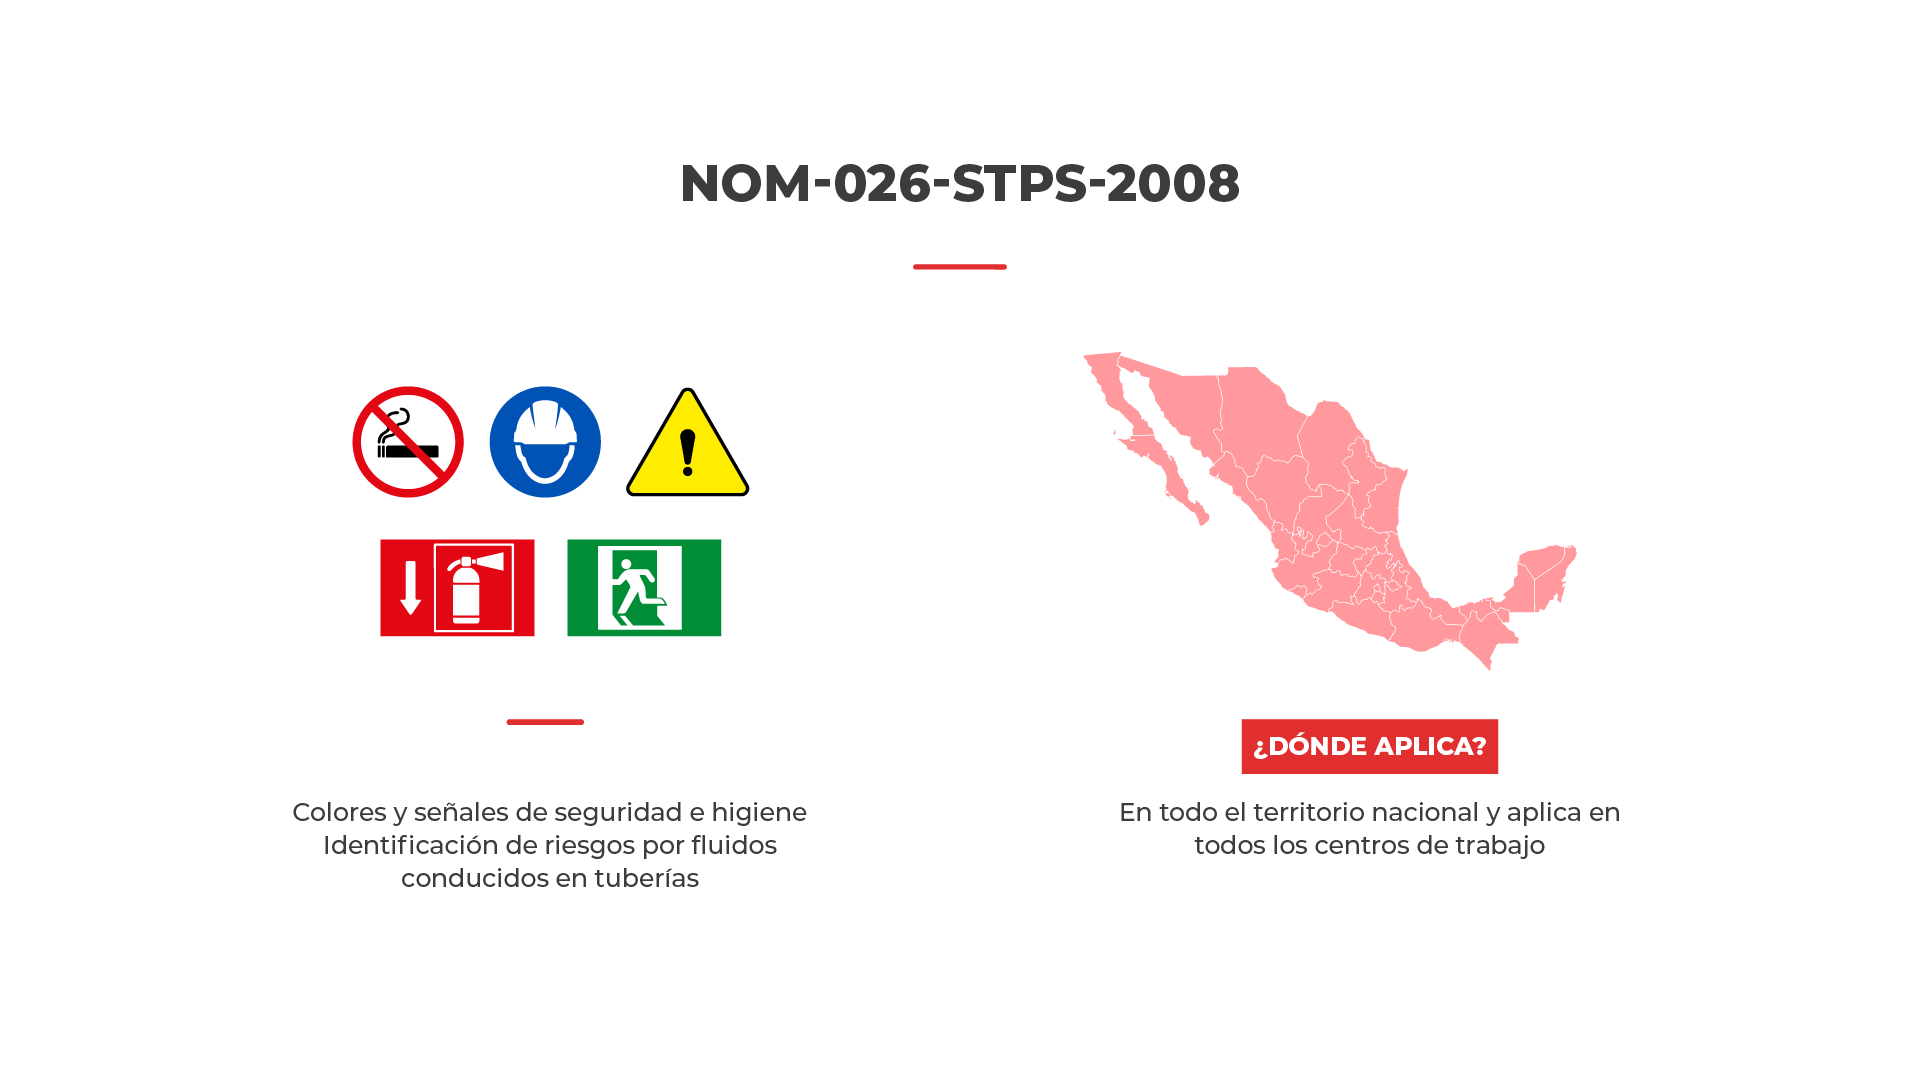 NOM-026-STPS-2008
Colores y señales de seguridad e higiene
Identificación de riesgos por fluidos
conducidos en tuberías
¿DÓNDE APLICA?
En todo el territorio nacional y aplica en
todos los centros de trabajo